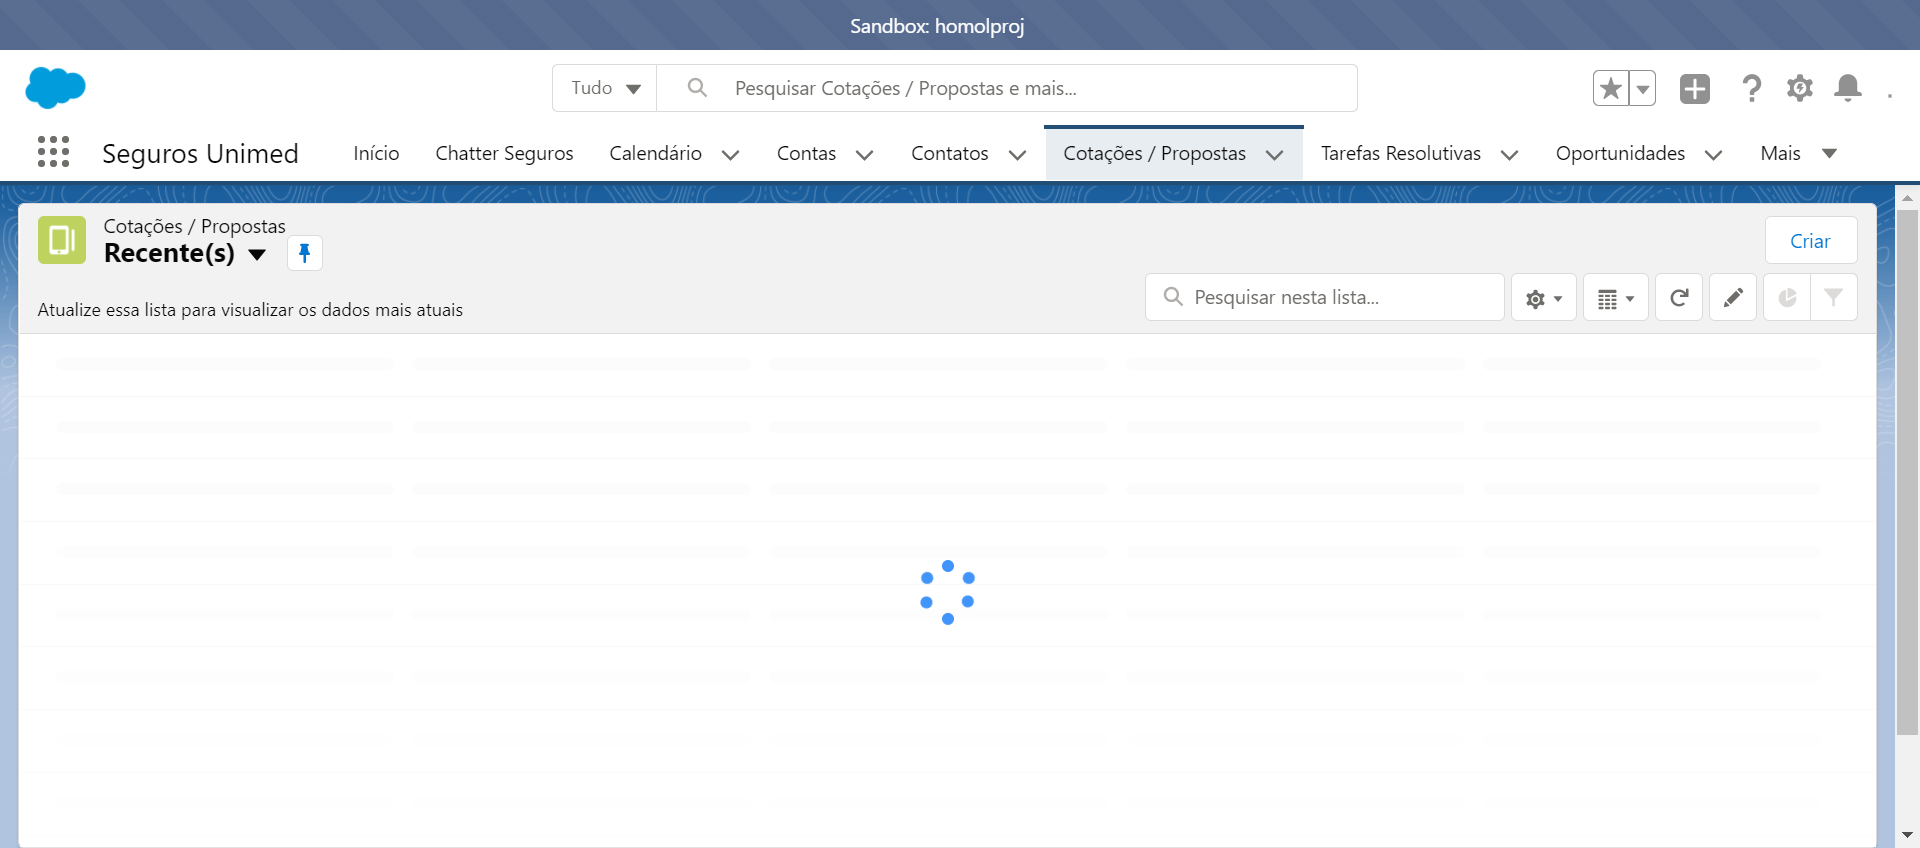 Sandbox: homolproj
Tudo
Pesquisar Cotações / Propostas e mais...
Seguros Unimed
Início
Chatter Seguros
Calendário
Contas
Contatos
Cotações / Propostas
Tarefas Resolutivas
Oportunidades
Mais
Cotações / Propostas
Recente(s)
Criar
Atualize essa lista para visualizar os dados mais atuais
Pesquisar nesta lista...